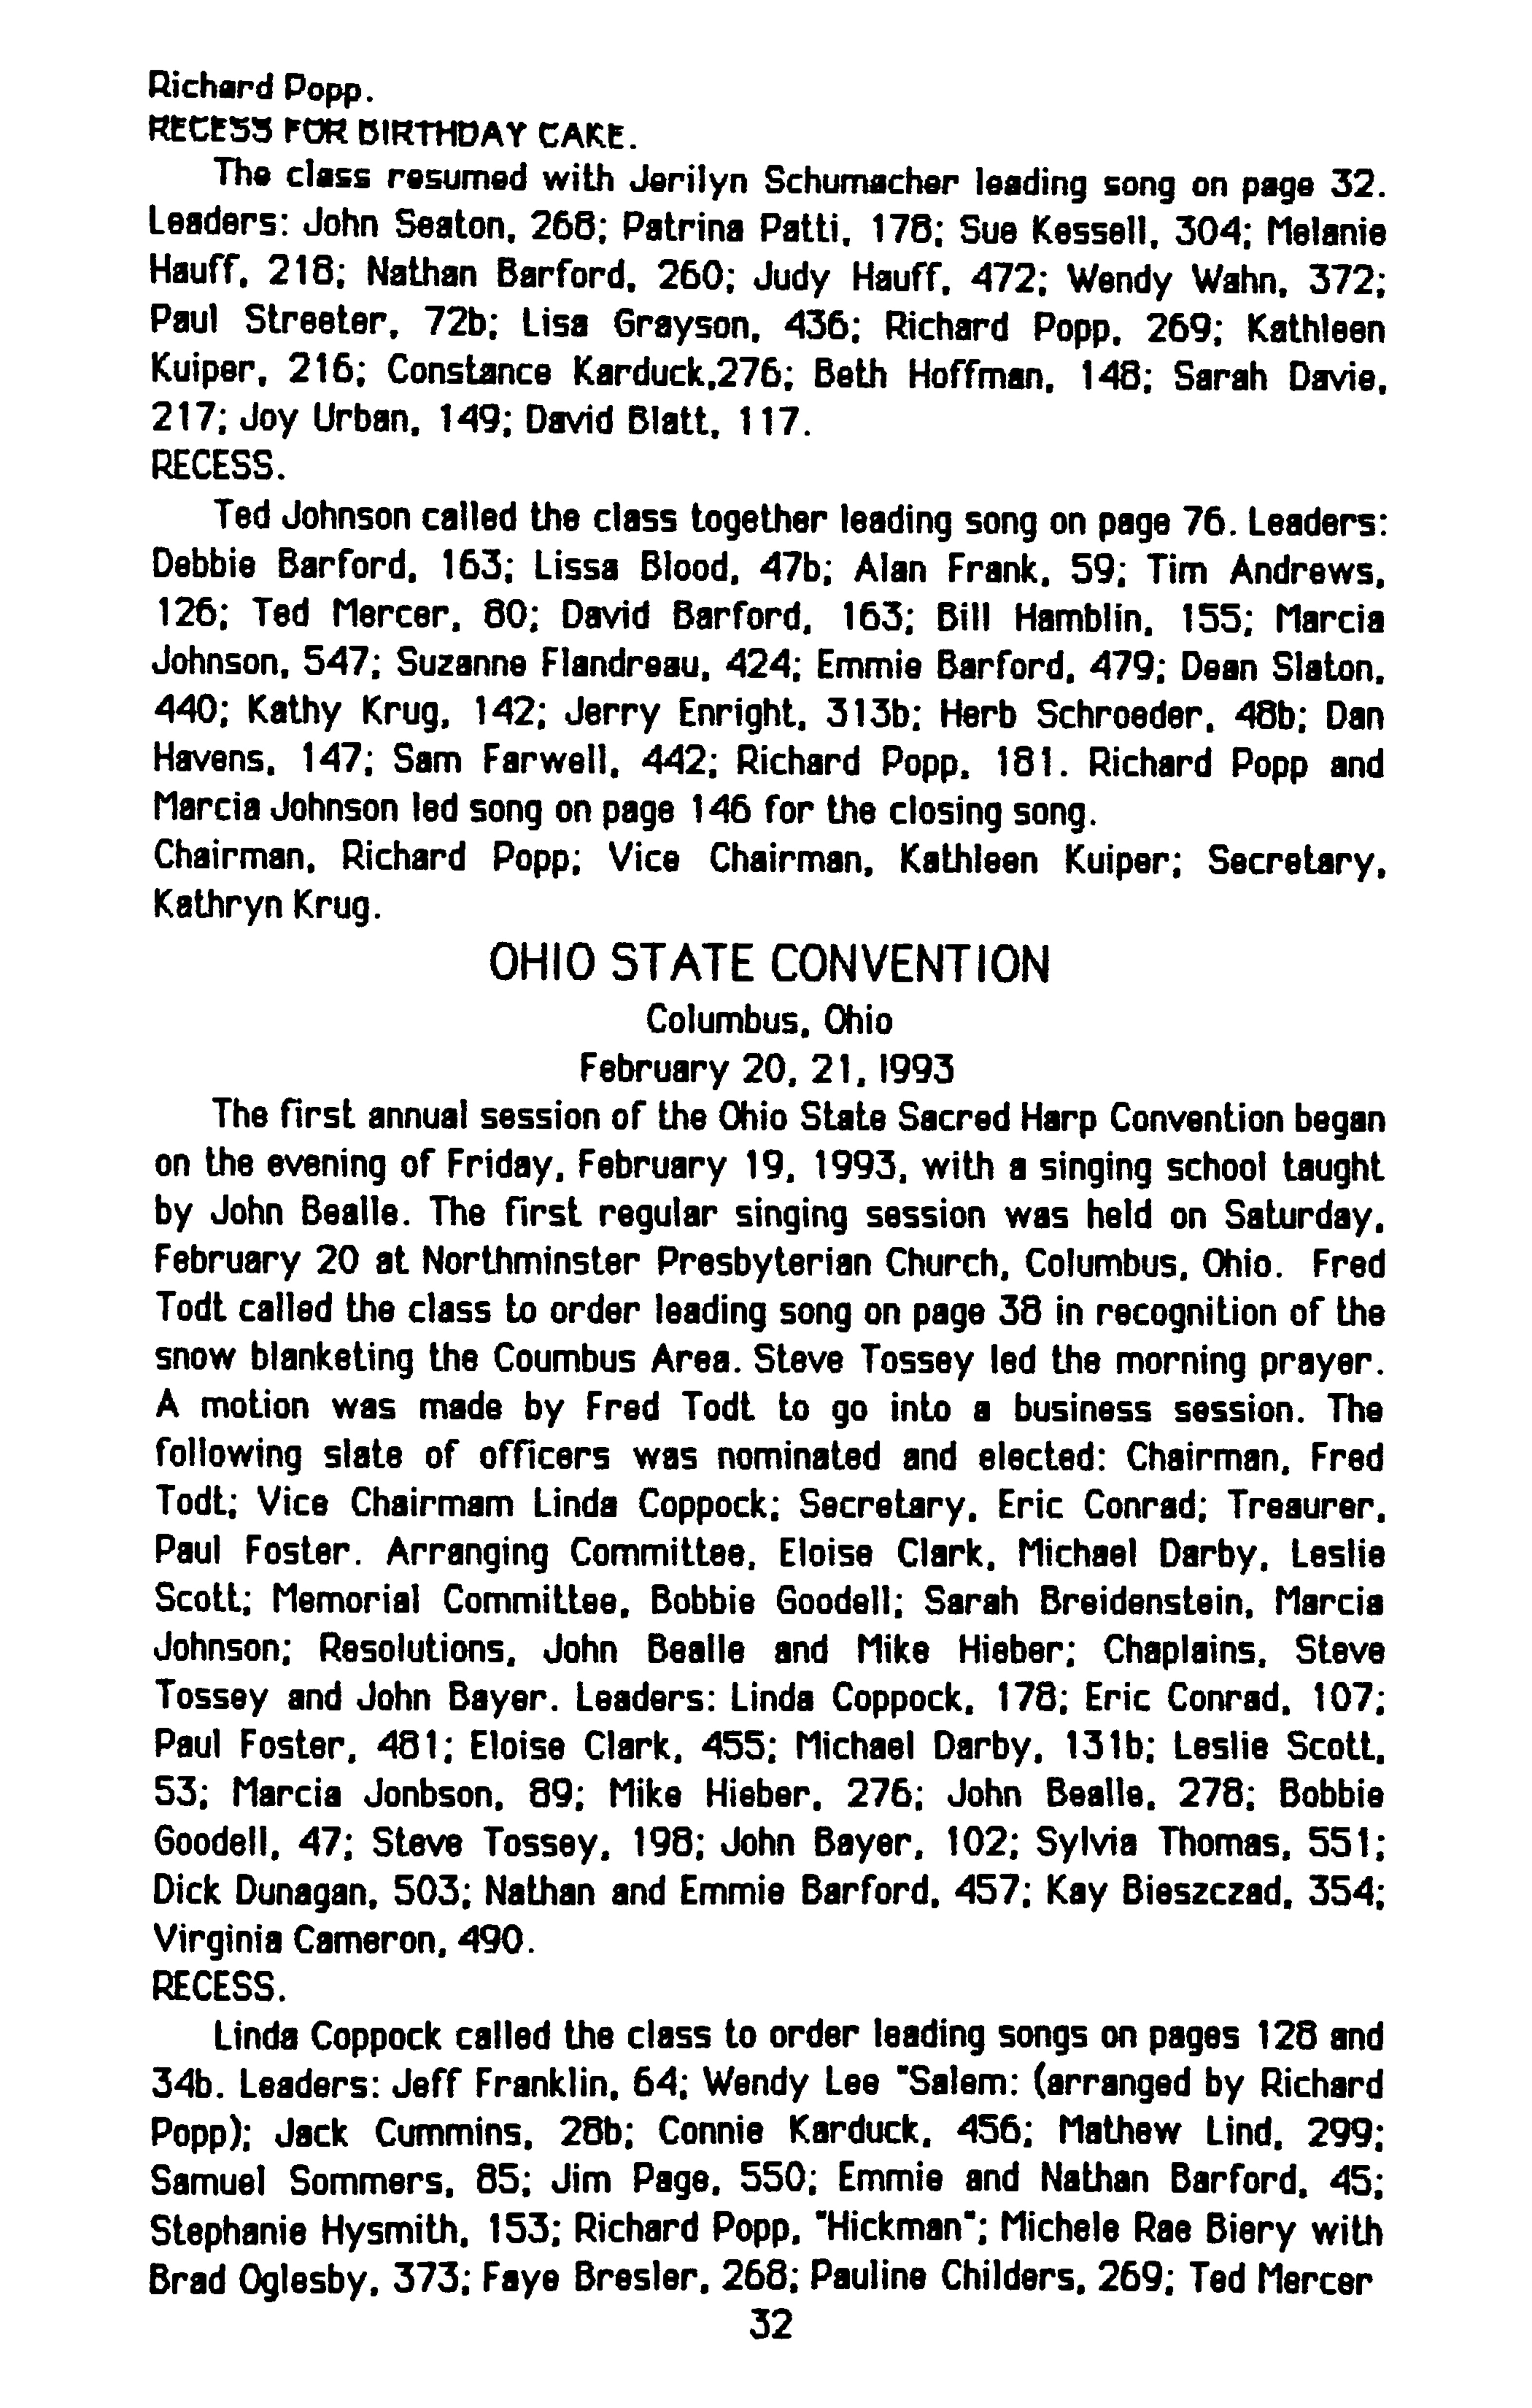 Richard Popp.
RECESS FOR BIRTHDAY CAKE.
The class resumed with Jerilyn Schumacher leading song on page 32.
Leaders: John Seaton, 268; Patrina Patti, 178; Sue Kessell, 304; Melanie
Hauff, 218; Nathan Barford, 260; Judy Hauff, 472; Wendy Wahn, 372;
Paul Streeter, 72b; Lisa Grayson, 436; Richard Popp, 269; Kathleen
Kuiper, 216; Constance Karduck,276; Beth Hoffman, 148; Sarah Davie,
217; Joy Urban, 149; David Blatt, 117.
RECESS.
Ted Johnson called the class together leading song on page 76. Leaders:
Debbie Barford, 163; Lissa Blood, 47b; Alan Frank, 59; Tim Andrews,
126; Ted Mercer, 80; David Barford, 163; Bill Hamblin, 155; Marcia
Johnson, 547; Suzanne Flandreau, 424; Emmie Barford, 479; Dean Slaton,
440; Kathy Krug, 142; Jerry Enright, 313b; Herb Schroeder, 48b; Dan
Havens, 147; Sam Farwell, 442; Richard Popp, 181. Richard Popp and
Marcia Johnson led song on page 146 for the closing song.
Chairman, Richard Popp; Vice Chairman, Kathleen Kuiper; Secretary,
Kathryn Krug.
OHIO STATE CONVENTION
Columbus, Ohio
February 20, 21, 1993
The first annual session of the Ohio State Sacred Harp Convention began
on the evening of Friday, February 19, 1993, with a singing school taught
by John Bealle. The first regular singing session was held on Saturday,
February 20 at Northminster Presbyterian Church, Columbus, Ohio. Fred
Todt called the class to order leading song on page 38 in recognition of the
snow blanketing the Coumbus Area. Steve Tossey led the morning prayer.
A motion was made by Fred Todt to go into a business session. The
following slate of officers was nominated and elected: Chairman, Fred
Todt; Vice Chairmam Linda Coppock; Secretary, Eric Conrad; Treaurer,
Paul Foster. Arranging Committee, Eloise Clark, Michael Darby, Leslie
Scott; Memorial Committee, Bobbie Goodell; Sarah Breidenstein, Marcia
Johnson; Resolutions, John Bealle and Mike Hieber; Chaplains, Steve
Tossey and John Bayer. Leaders: Linda Coppock, 178; Eric Conrad, 107;
Paul Foster, 481; Eloise Clark, 455; Michael Darby, 131b; Leslie Scott,
53; Marcia Jonbson, 89; Mike Hieber, 276; John Bealle, 278; Bobbie
Goodell, 47; Steve Tossey, 198; John Bayer, 102; Sylvia Thomas, 551;
Dick Dunagan, 503; Nathan and Emmie Barford, 457; Kay Bieszczad, 354;
Virginia Cameron, 490.
RECESS.
Linda Coppock called the class to order leading songs on pages 128 and
34b. Leaders: Jeff Franklin, 64; Wendy Lee "Salem: (arranged by Richard
Popp); Jack Cummins, 28b; Connie Karduck, 456; Mathew Lind, 299;
Samuel Sommers, 85; Jim Page, 550; Emmie and Nathan Barford, 45;
Stephanie Hysmith, 153; Richard Popp, "Hickman"; Michele Rae Biery with
Brad Oglesby, 373; Faye Bresler, 268; Pauline Childers, 269; Ted Mercer
32